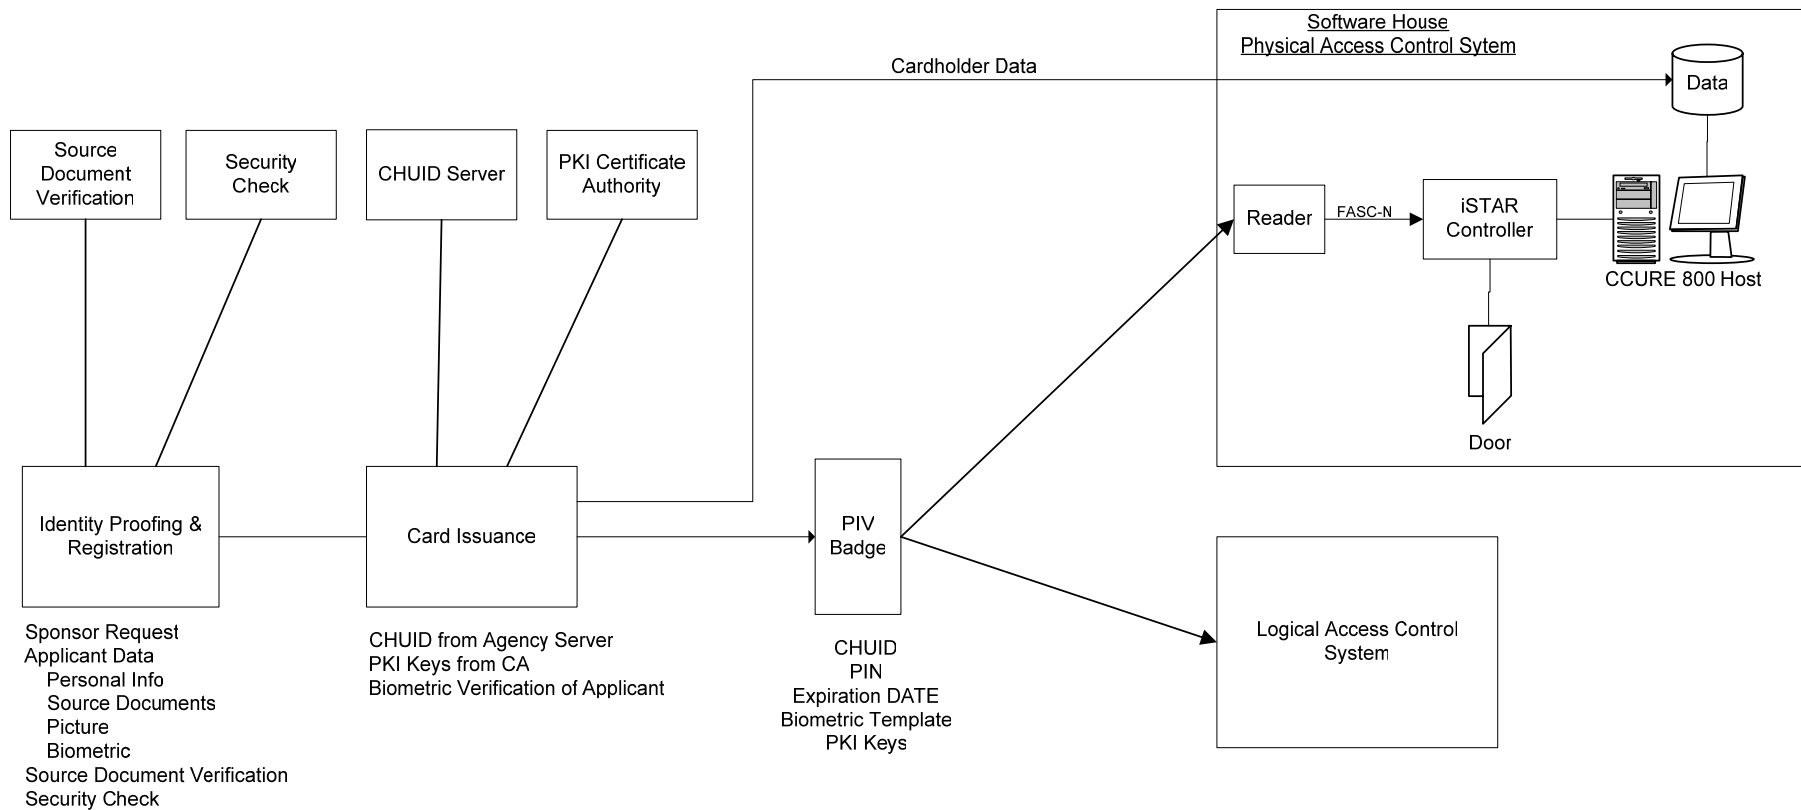 Software House
Physical Access Control Sytem
Cardholder Data
Data
Source
Document
Verification
Security
Check
CHUID Server
PKI Certificate
Authority
Reader
FASC-N
iSTAR
Controller
CCURE 800 Host
Door
Identity Proofing &
Registration
Card Issuance
PIV
Badge
Logical Access Control
System
Sponsor Request
Applicant Data
Personal Info
Source Documents
Picture
Biometric
Source Document Verification
Security Check
CHUID from Agency Server
PKI Keys from CA
Biometric Verification of Applicant
CHUID
PIN
Expiration DATE
Biometric Template
PKI Keys